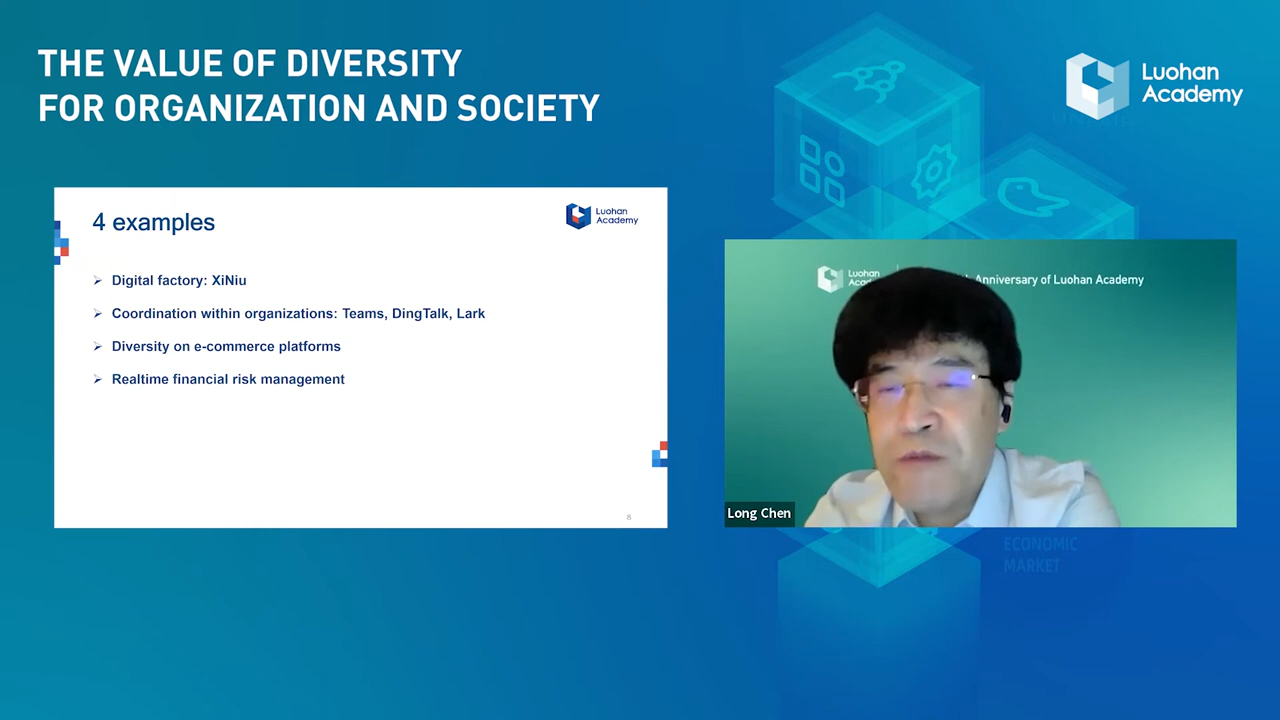 THE VALUE OF DIVERSITY
FOR ORGANIZATION AND SOCIETY
Luohan
Academy
4 examples
Luohan
Academy
Digital factory: XiNiu
Coordination within organizations: Teams, DingTalk, Lark
Diversity on e-commerce platforms
Realtime financial risk management
8
Luohan
Anniversary of Luohan Academy
Long Chen
ECONOMIC
MARKET